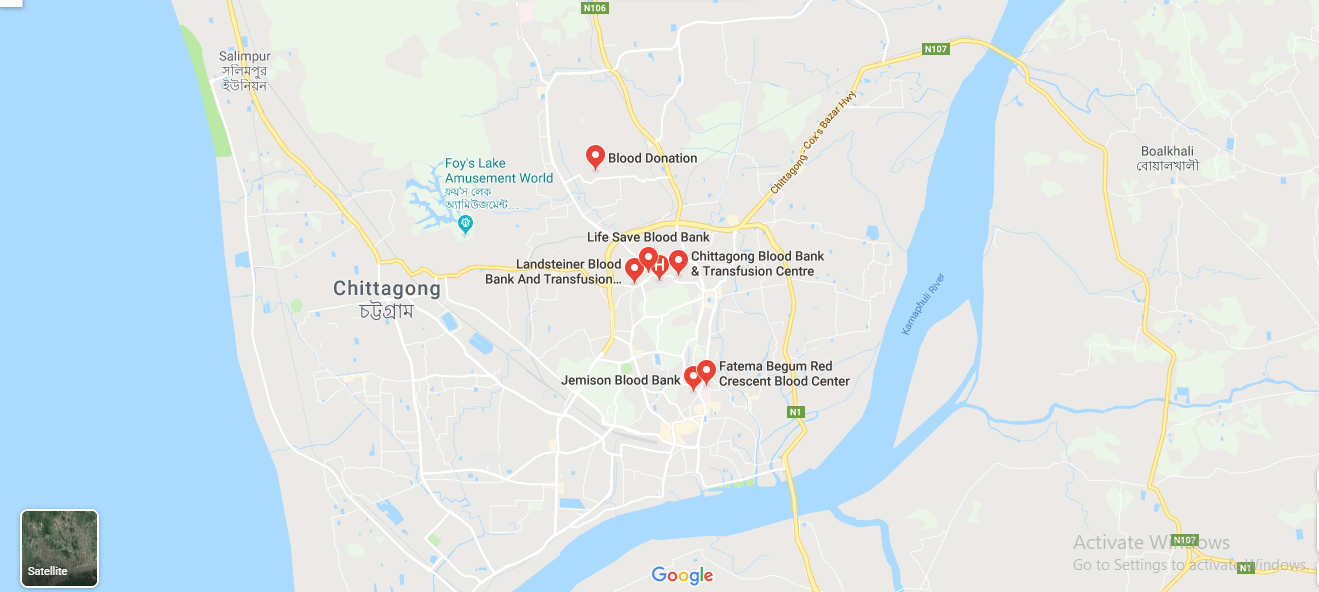 N106
N107
Salimpur
সলিমপুর
ইউনিয়ন
Chittagong - Cox's Bazar Hwy
Boalkhali
বোয়ালখালী
Blood Donation
Foy's Lake
Amusement World
ফয়'স লেক
অ্যামিউজমেন্ট...
Life Save Blood Bank
Landsteiner Blood
Bank And Transfusion...
H
Chittagong Blood Bank
& Transfusion Centre
Chittagong
চট্টগ্রাম
Karnaphuli River
Jemison Blood Bank
Fatema Begum Red
Crescent Blood Center
N1
Activate Windows
N107
Go to Settings to activate Windows.
N1
Satellite
Google